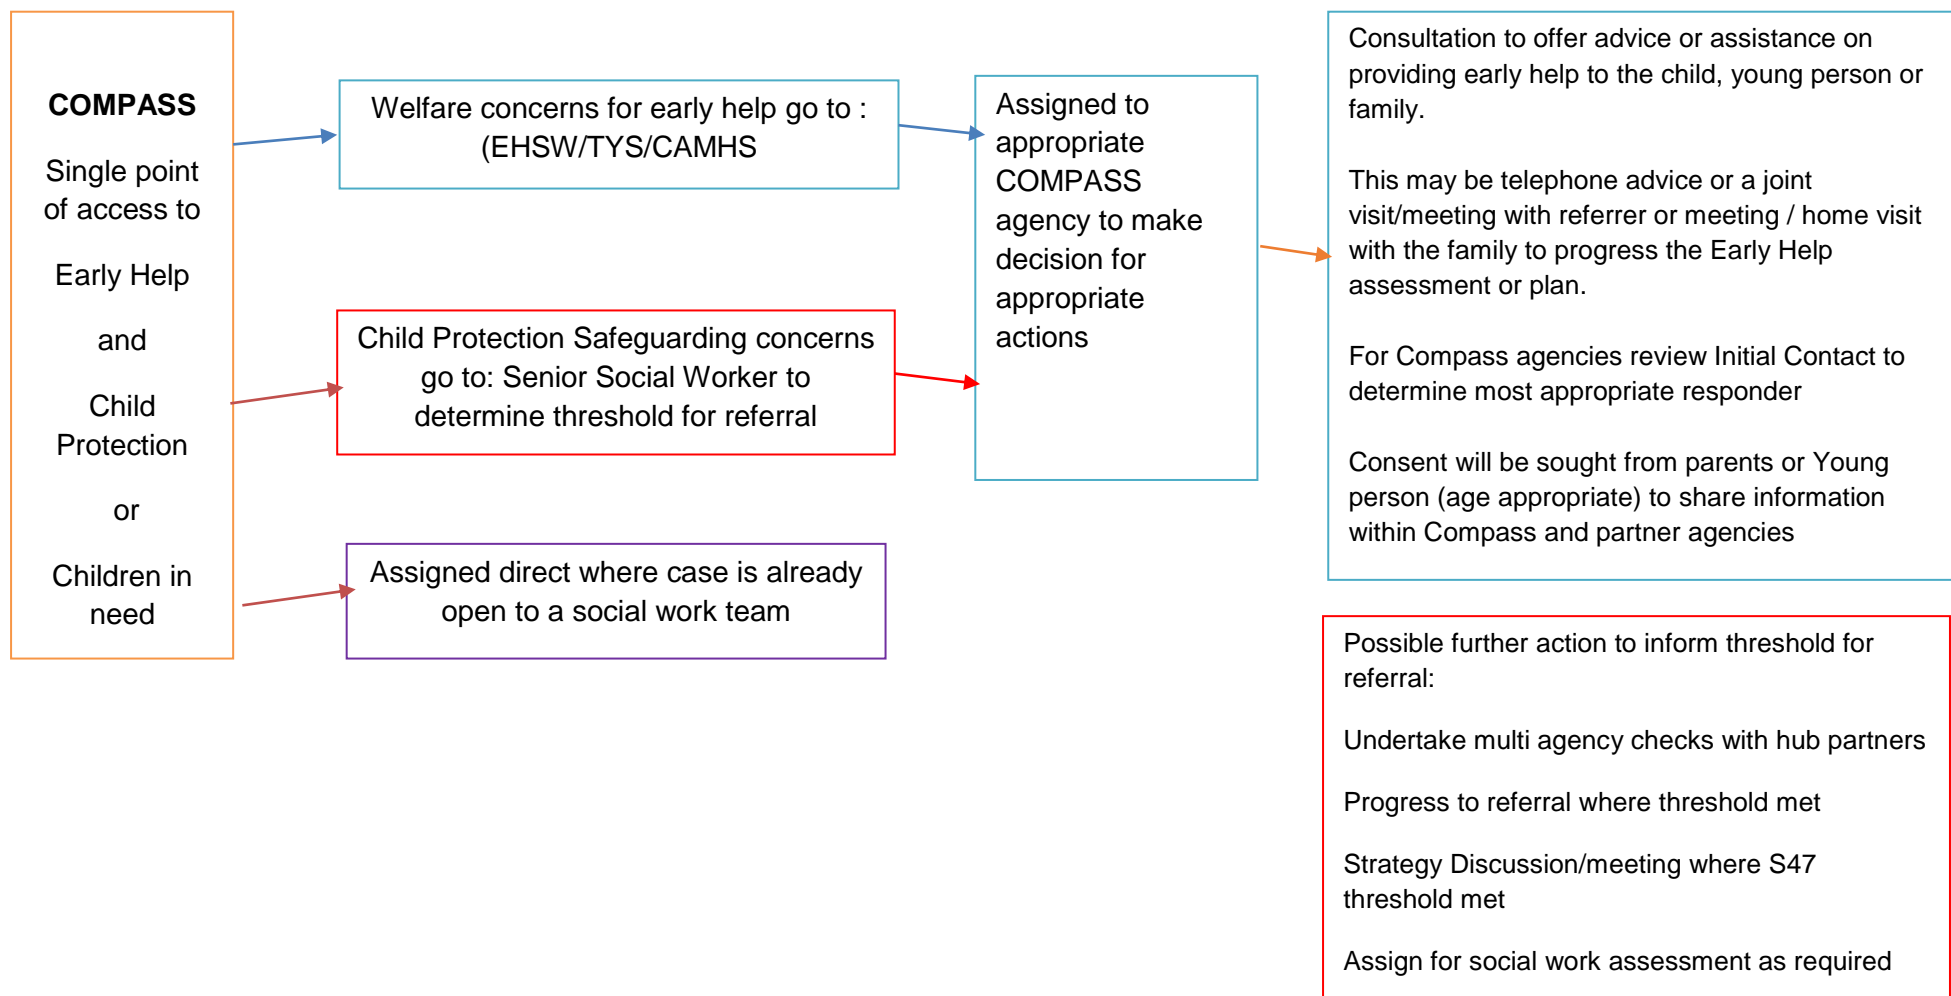 COMPASS
Single point
of access to
Early Help
and
Child
Protection
or
Children in
need
Welfare concerns for early help go to :
(EHSW/TYS/CAMHS
Child Protection Safeguarding concerns
go to: Senior Social Worker to
determine threshold for referral
Assigned direct where case is already
open to a social work team
Assigned to
appropriate
COMPASS
agency to make
decision for
appropriate
actions
Consultation to offer advice or assistance on
providing early help to the child, young person or
family.
This may be telephone advice or a joint
visit/meeting with referrer or meeting / home visit
with the family to progress the Early Help
assessment or plan.
For Compass agencies review Initial Contact to
determine most appropriate responder
Consent will be sought from parents or Young
person (age appropriate) to share information
within Compass and partner agencies
Possible further action to inform threshold for
referral:
Undertake multi agency checks with hub partners
Progress to referral where threshold met
Strategy Discussion/meeting where S47
threshold met
Assign for social work assessment as required